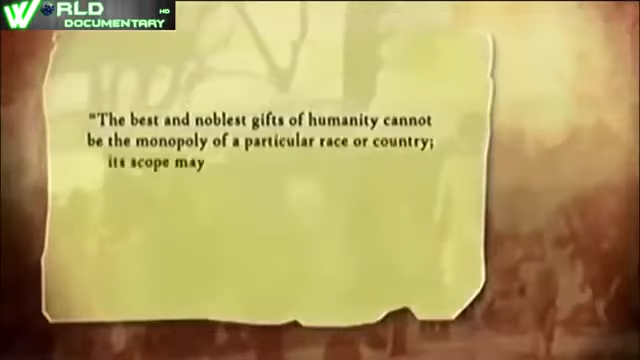 WORLD HD
DOCUMENTARY
"The best and noblest gifts of humanity cannot
be the monopoly of a particular race or country;
its scope may